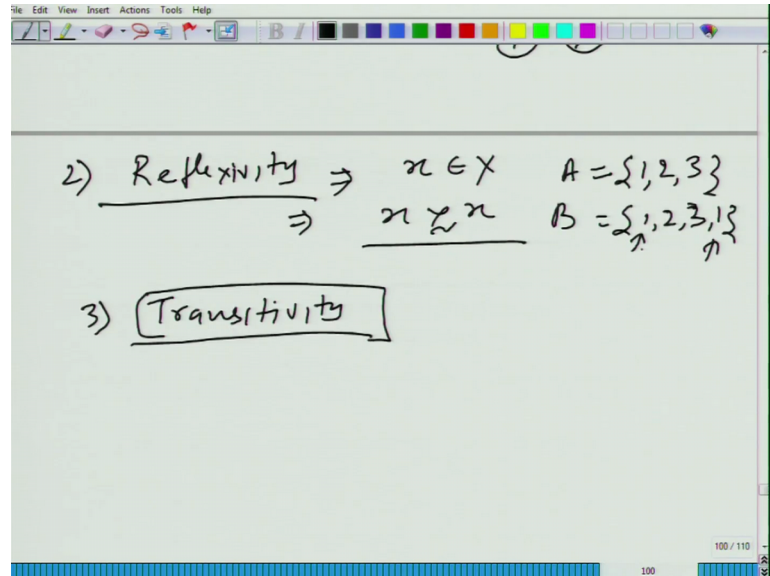 File Edit View Insert Actions Tools Help
B I
2) Reflexivity ⇒ x ∈ X A = {1, 2, 3}
⇒ x ≿ x B = {1, 2, 3, 1}
3) Transitivity
100 / 110
100